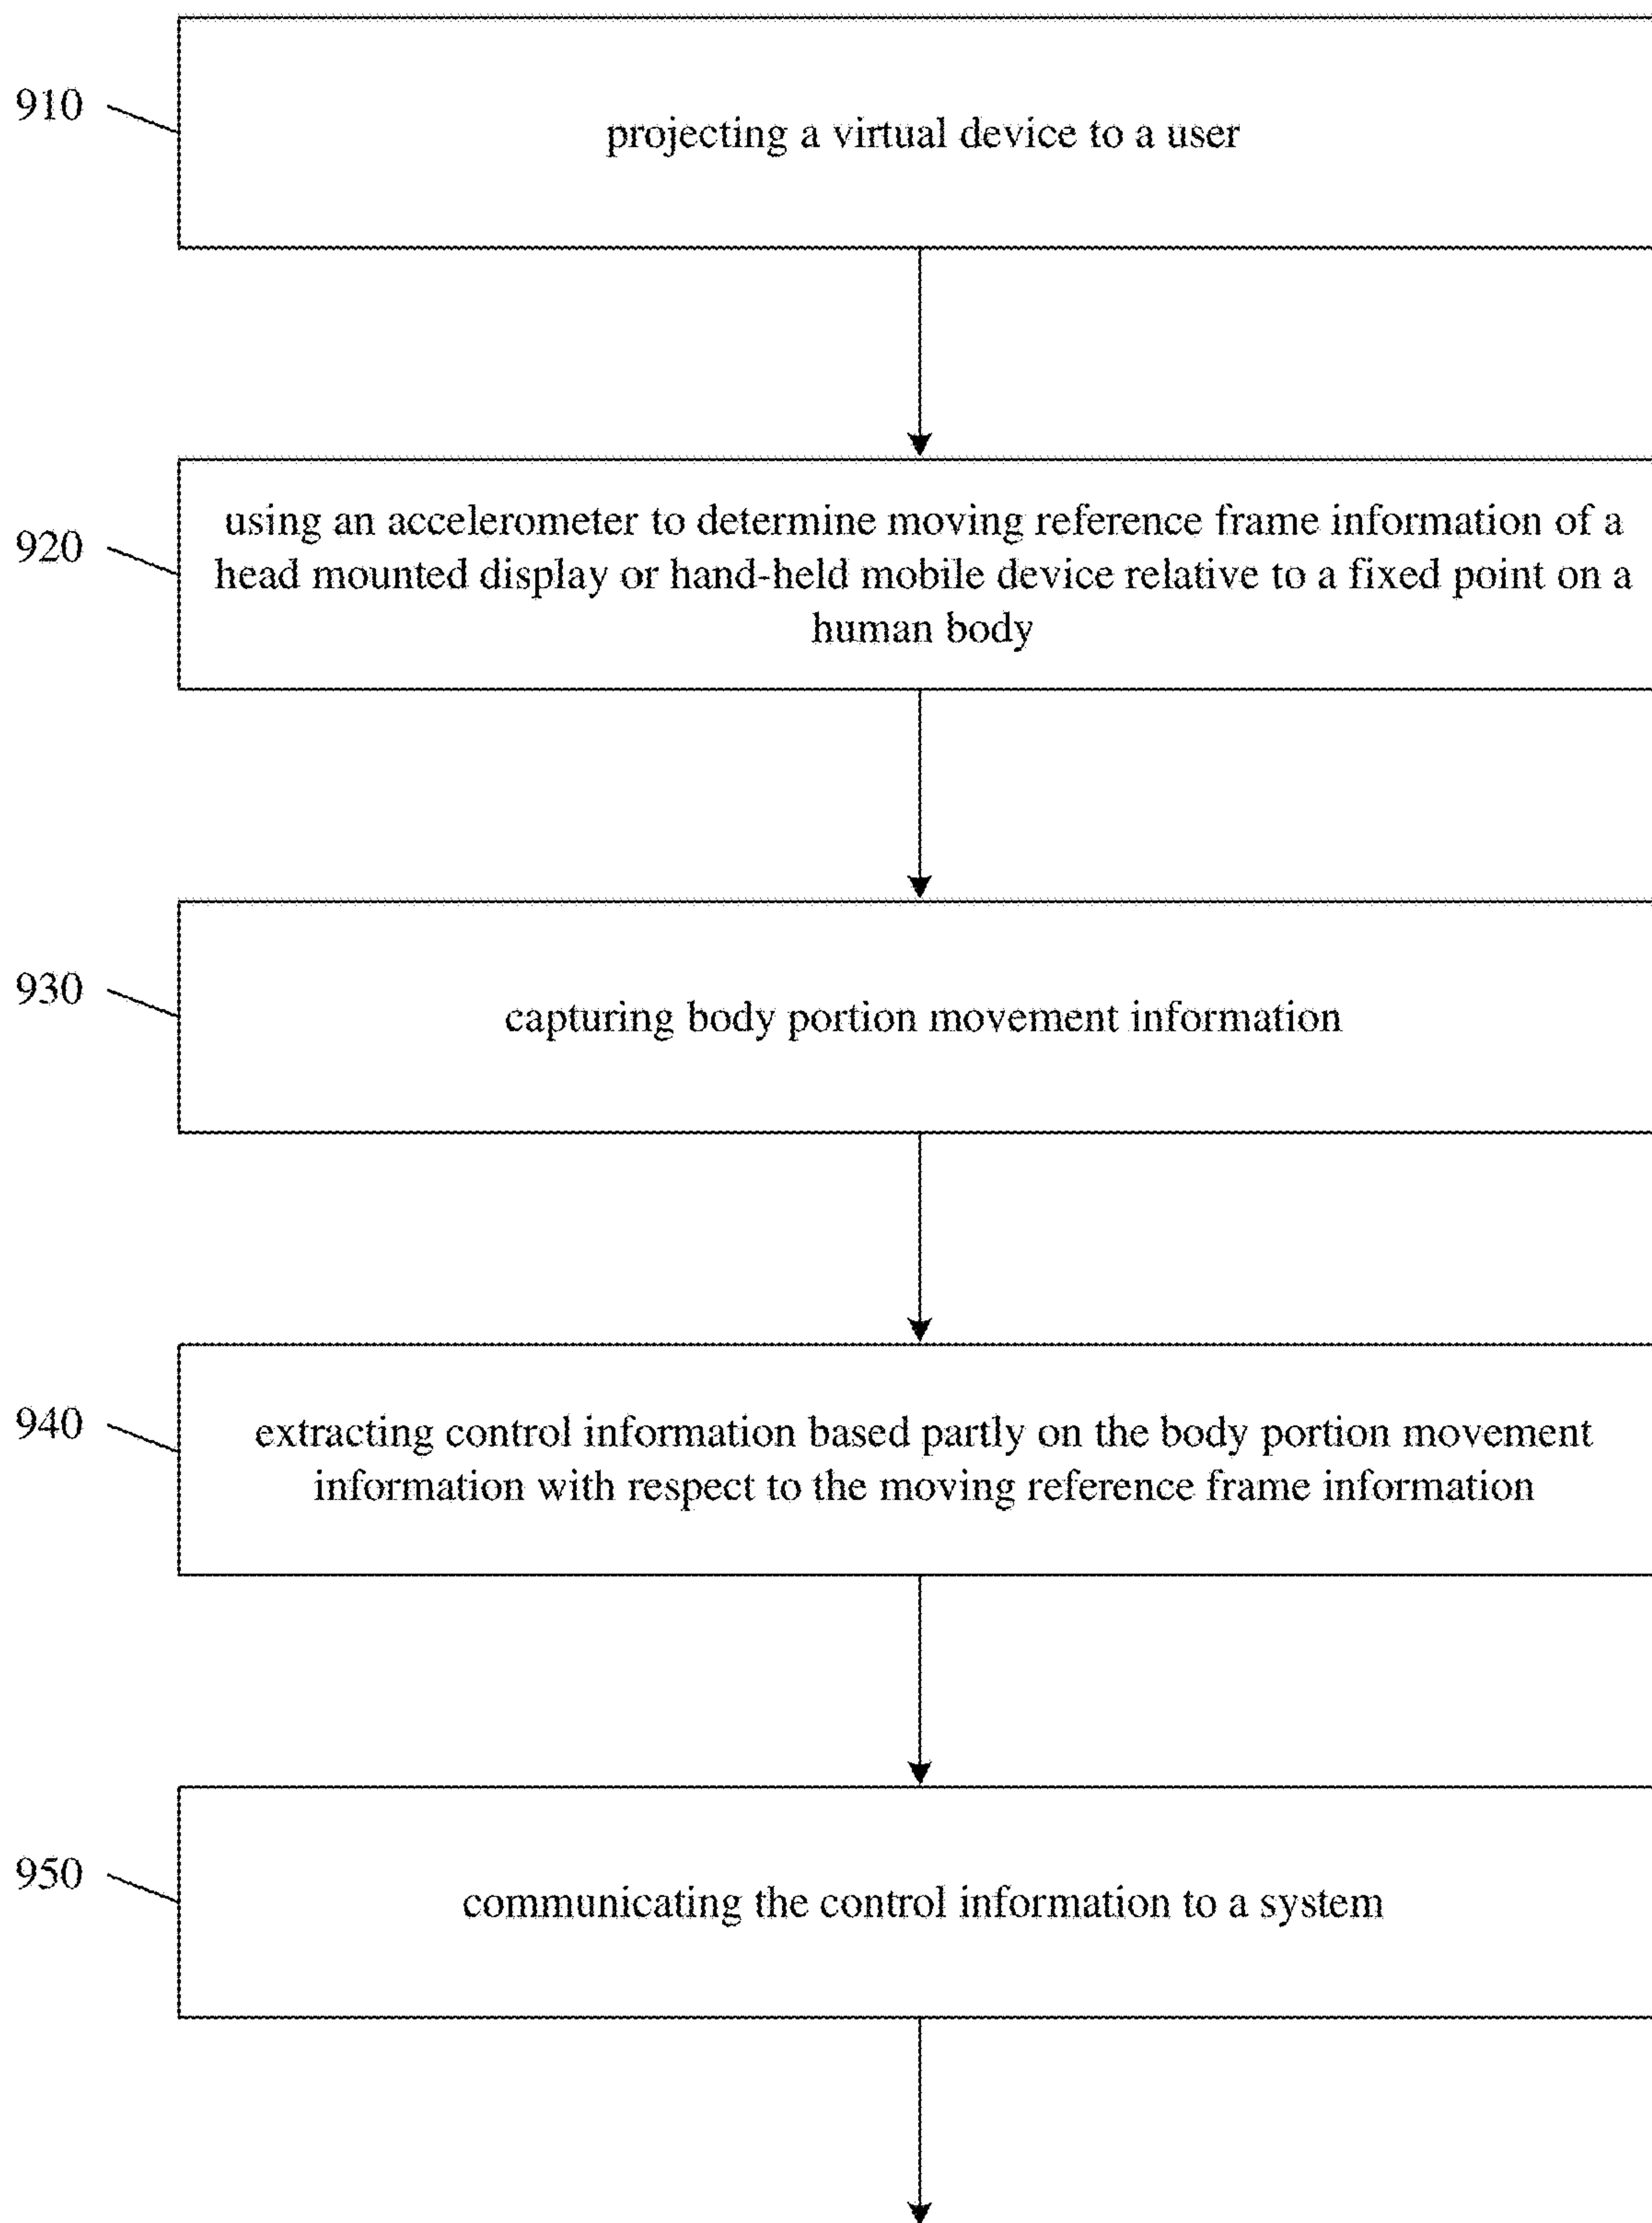 910
projecting a virtual device to a user
920
using an accelerometer to determine moving reference frame information of a
head mounted display or hand-held mobile device relative to a fixed point on a
human body
930
capturing body portion movement information
940
extracting control information based partly on the body portion movement
information with respect to the moving reference frame information
950
communicating the control information to a system